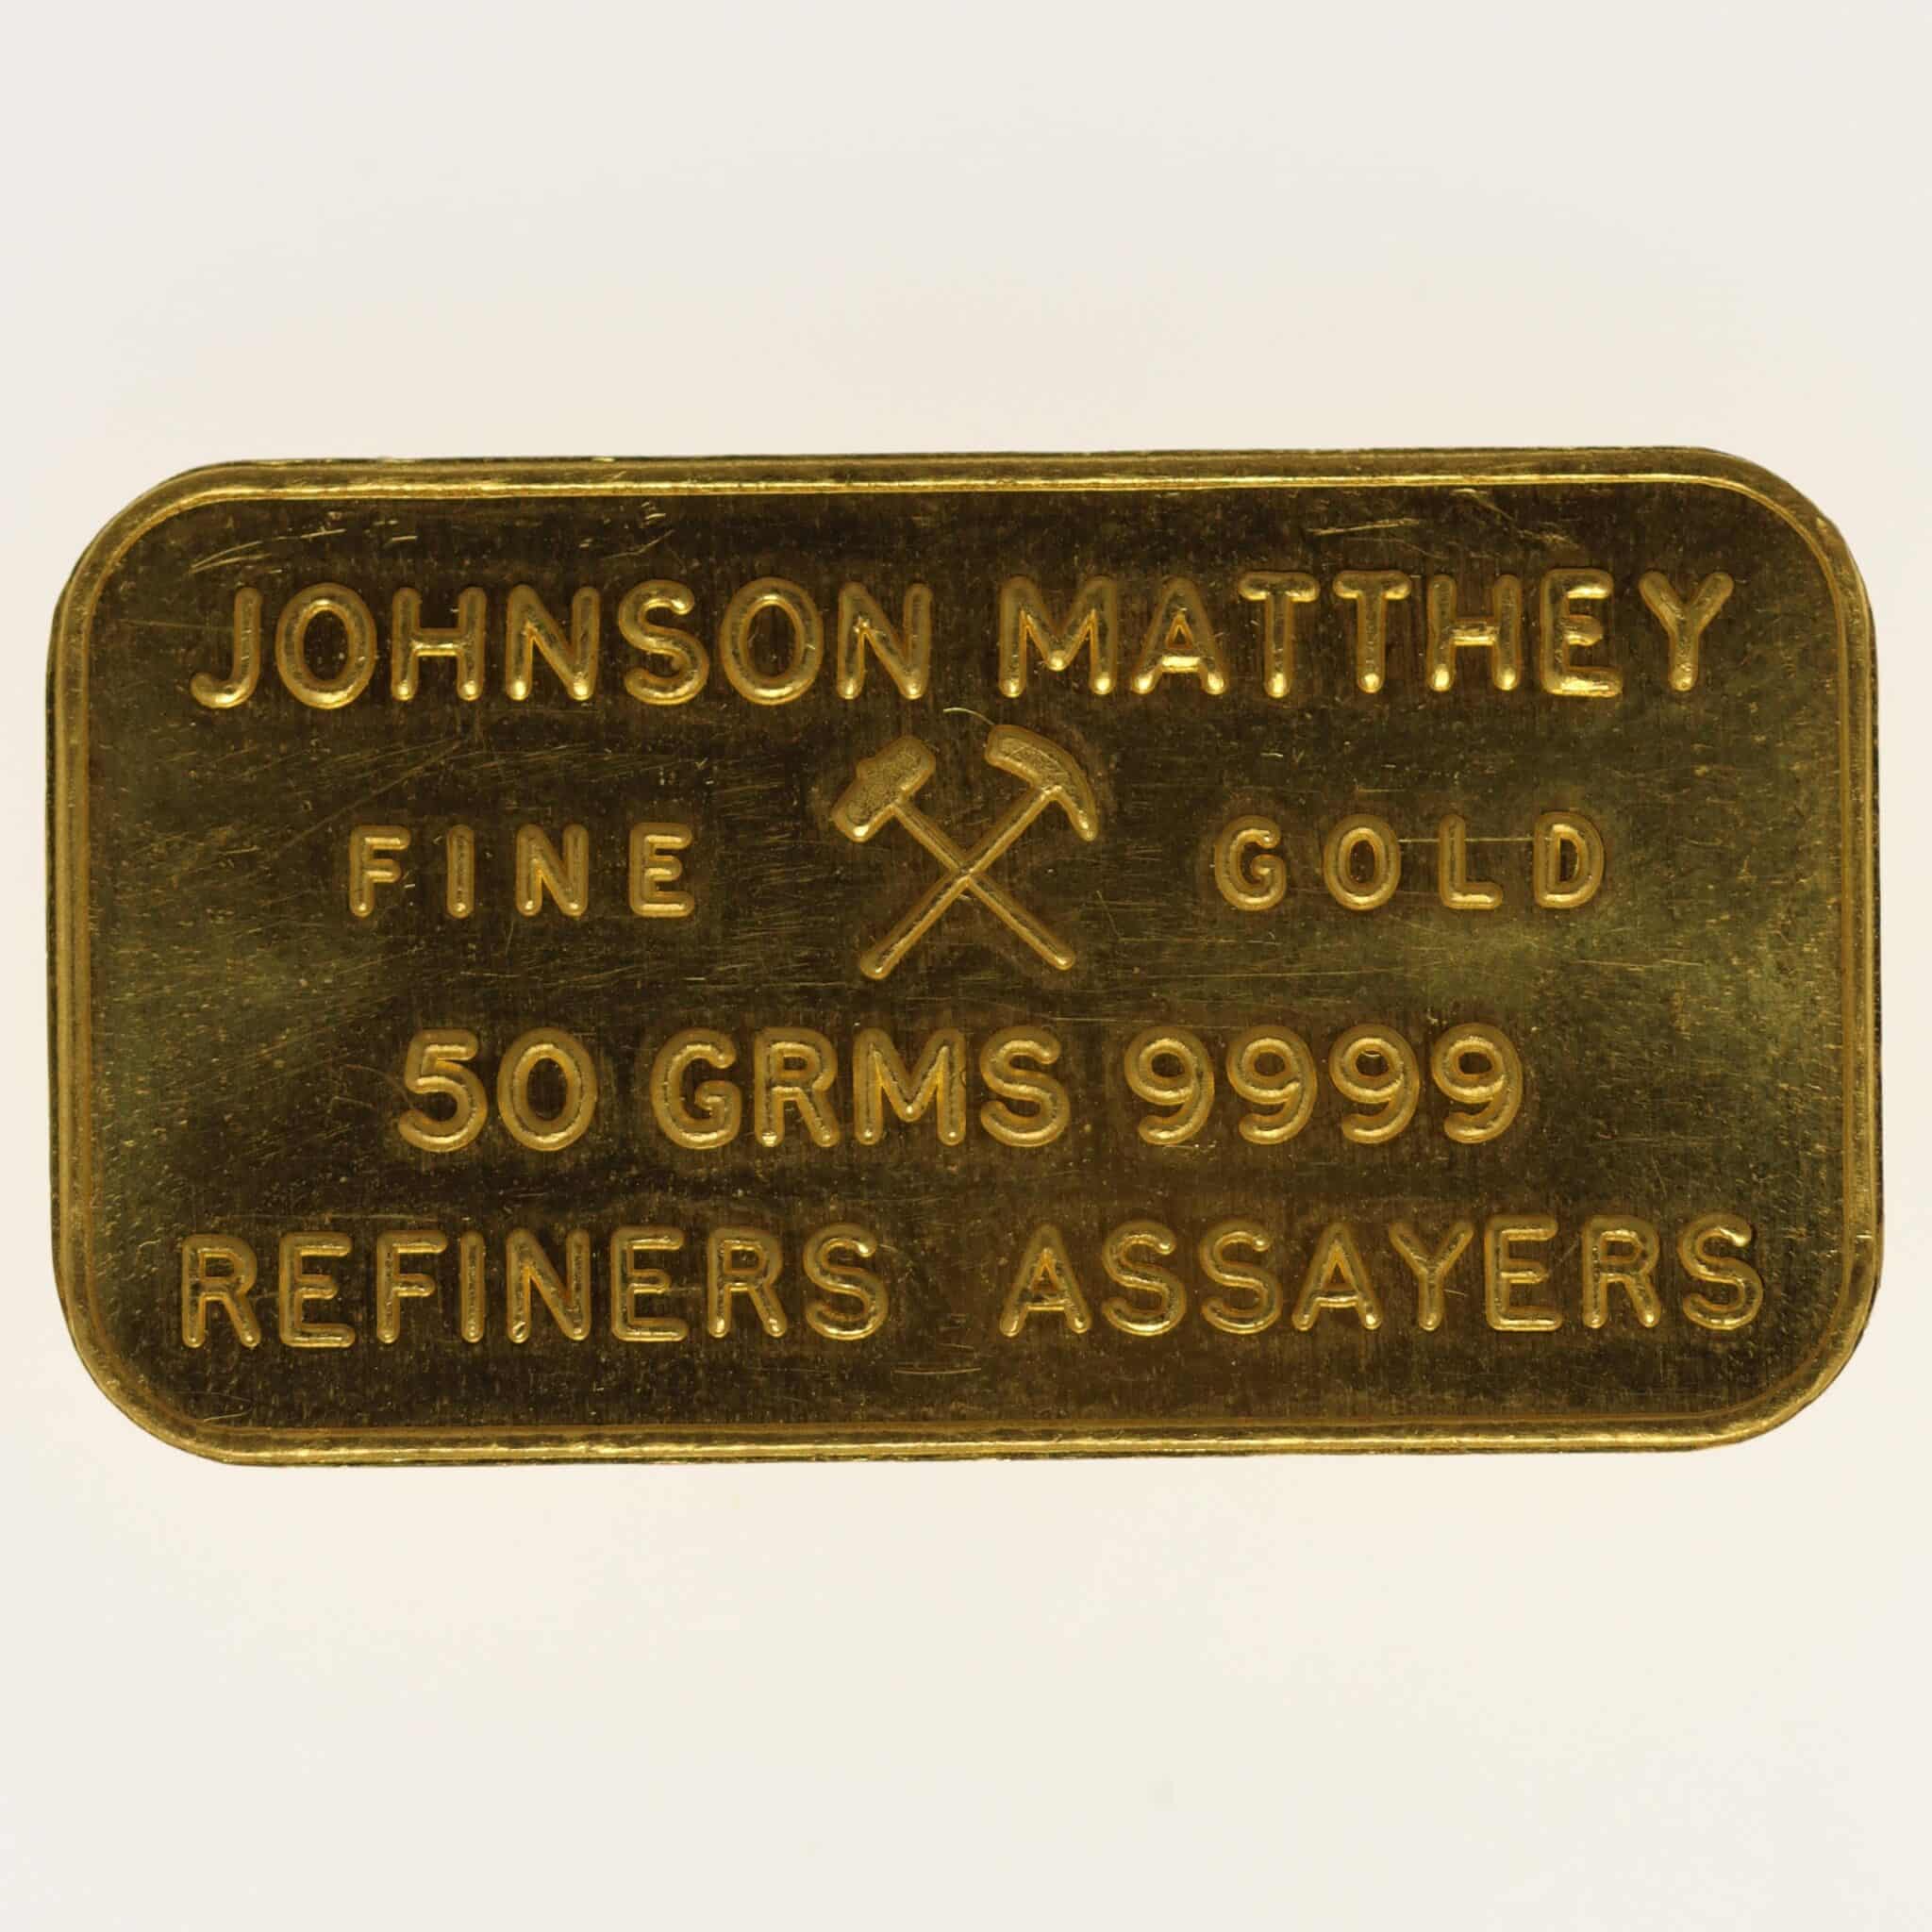 JOHNSON MATTHEY
FINE GOLD
50 GRMS 9999
REFINERS ASSAYERS